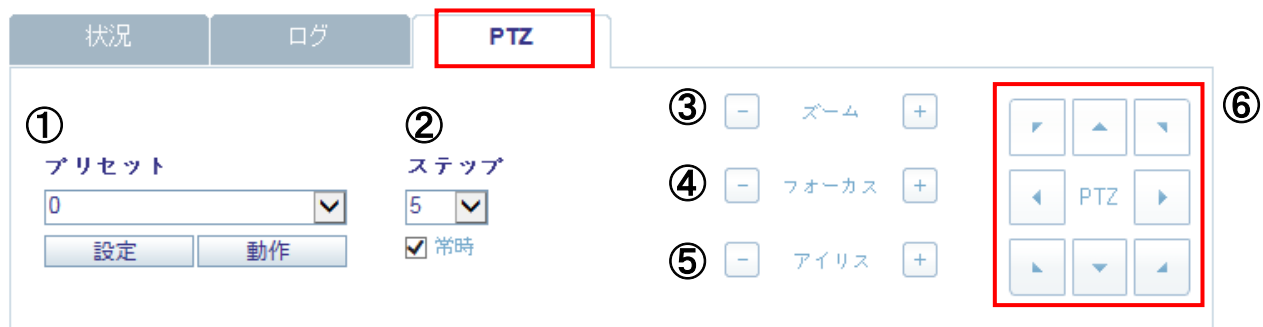 状況 ログ PTZ
①
プリセット
0
設定 動作
②
ステップ
5
常時
③ - ズーム +
④ - フォーカス +
⑤ - アイリス +
⑥
PTZ